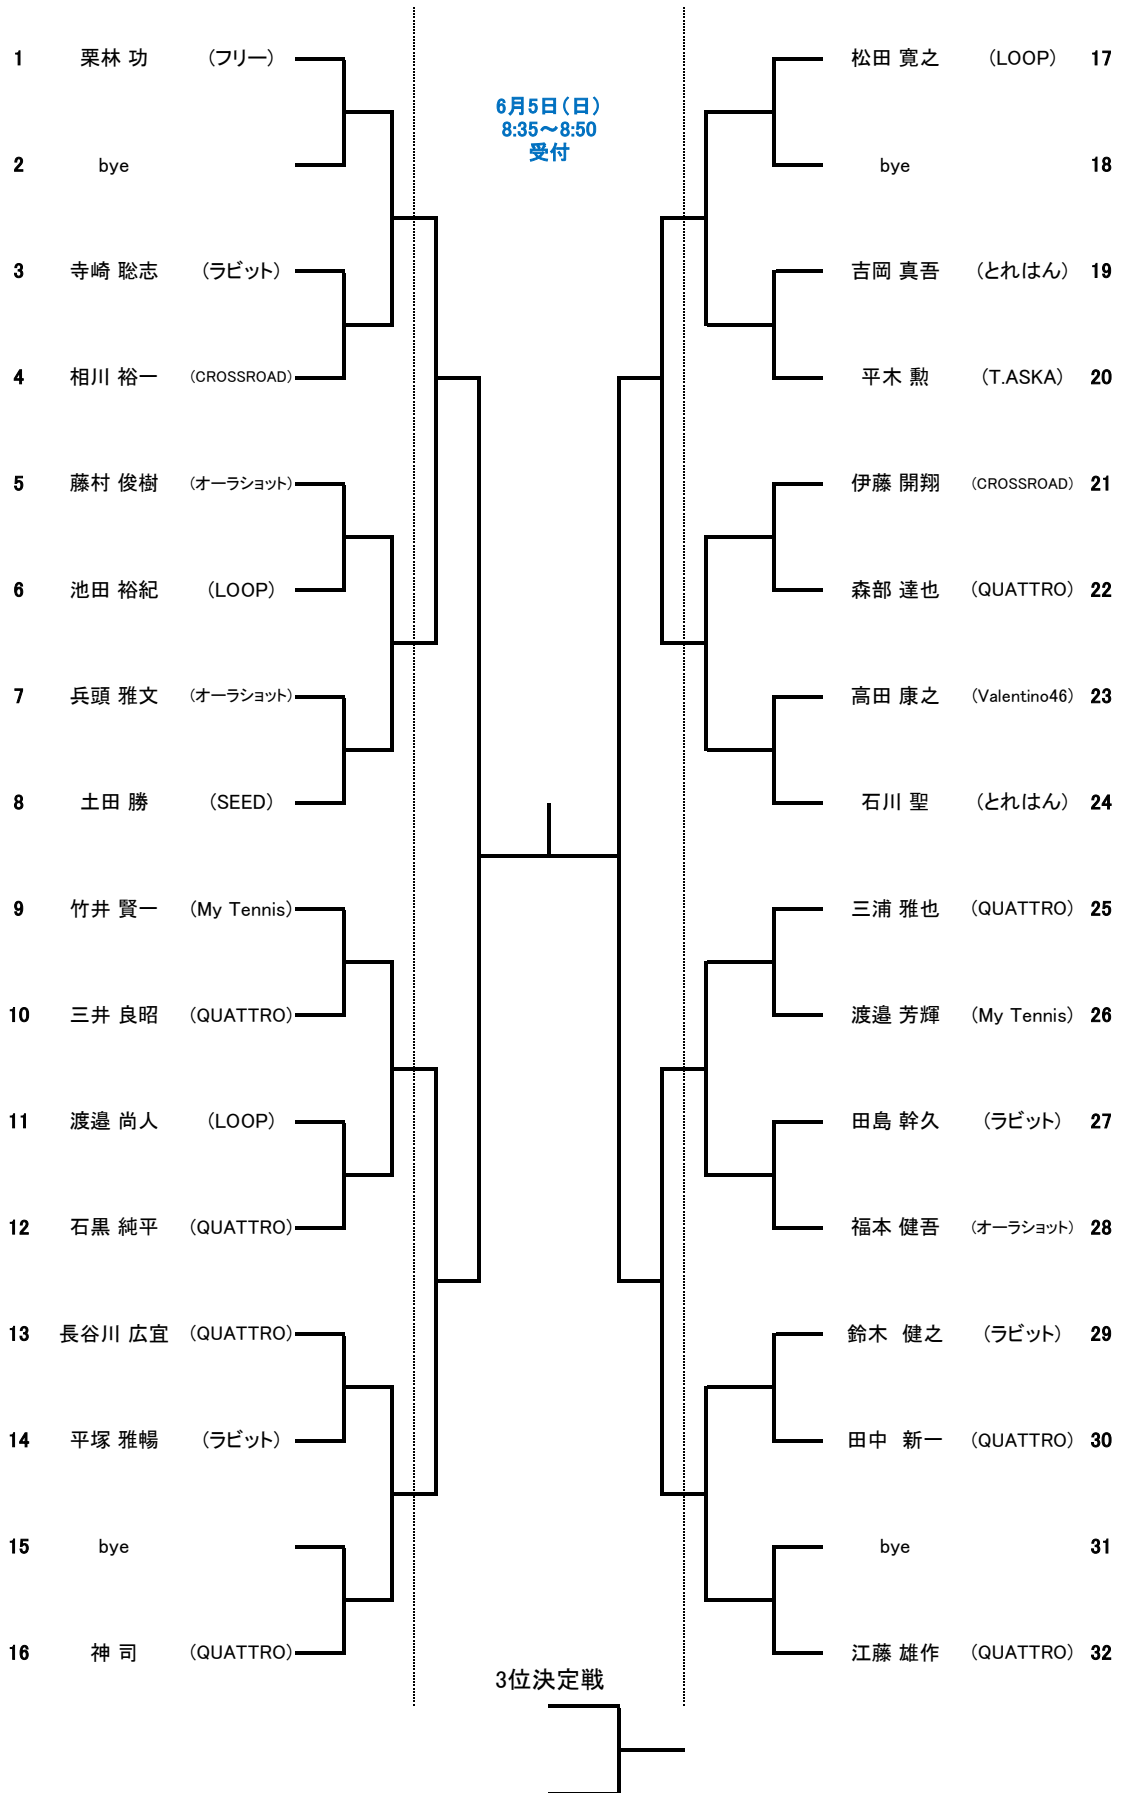 1 栗林 功 (フリー)
2 bye
3 寺崎 聡志 (ラビット)
4 相川 裕一 (CROSSROAD)
5 藤村 俊樹 (オーラショット)
6 池田 裕紀 (LOOP)
7 兵頭 雅文 (オーラショット)
8 土田 勝 (SEED)
9 竹井 賢一 (My Tennis)
10 三井 良昭 (QUATTRO)
11 渡邉 尚人 (LOOP)
12 石黒 純平 (QUATTRO)
13 長谷川 広宜 (QUATTRO)
14 平塚 雅暢 (ラビット)
15 bye
16 神 司 (QUATTRO)
6月5日(日)
8:35～8:50
受付
松田 寛之 (LOOP) 17
bye 18
吉岡 真吾 (とれはん) 19
平木 勲 (T.ASKA) 20
伊藤 開翔 (CROSSROAD) 21
森部 達也 (QUATTRO) 22
高田 康之 (Valentino46) 23
石川 聖 (とれはん) 24
三浦 雅也 (QUATTRO) 25
渡邉 芳輝 (My Tennis) 26
田島 幹久 (ラビット) 27
福本 健吾 (オーラショット) 28
鈴木 健之 (ラビット) 29
田中 新一 (QUATTRO) 30
bye 31
江藤 雄作 (QUATTRO) 32
3位決定戦